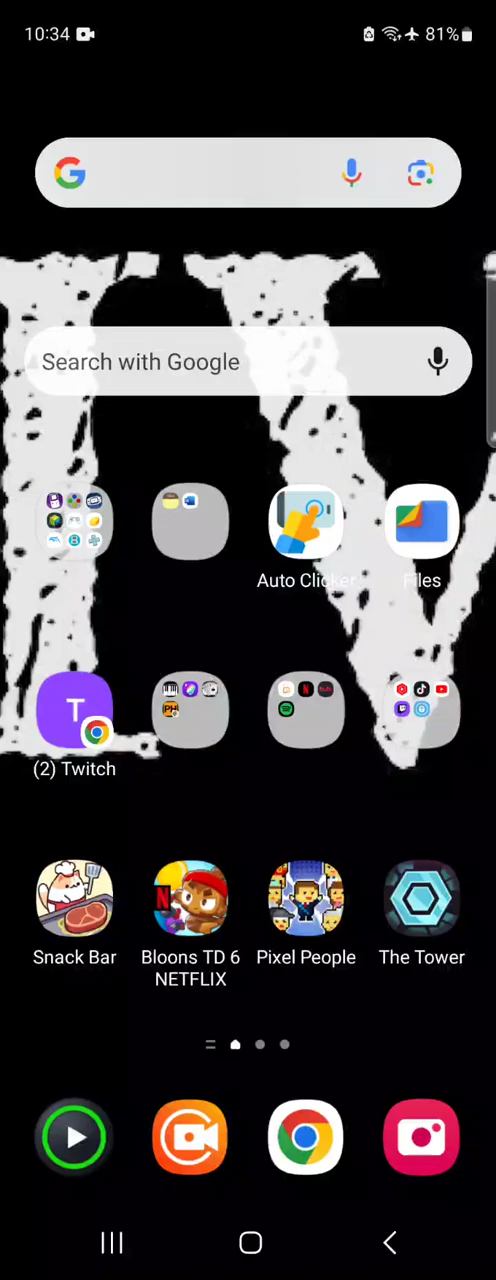 10:34
81%
Search with Google
Auto Clicker
Files
T
(2) Twitch
Snack Bar
Bloons TD 6
NETFLIX
Pixel People
The Tower